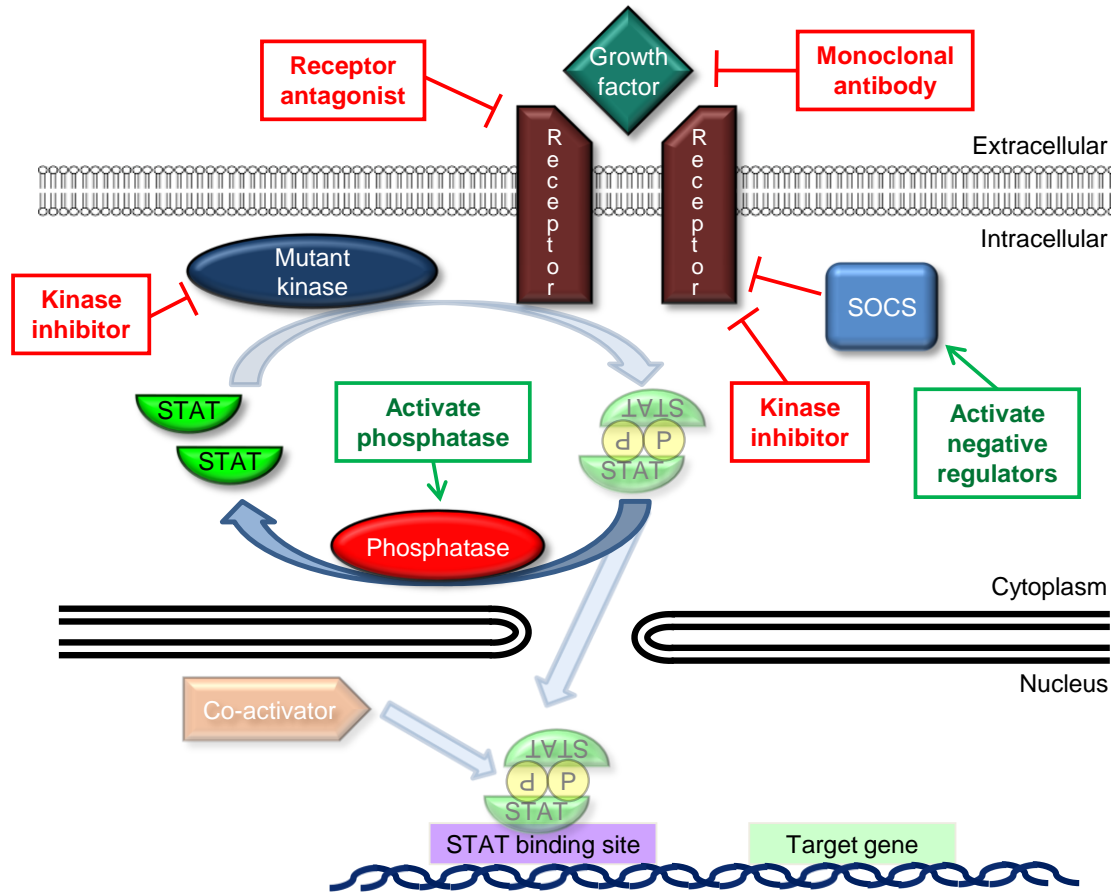 Receptor
antagonist
Growth
factor
Monoclonal
antibody
Receptor
Receptor
Extracellular
Intracellular
Mutant
kinase
Kinase
inhibitor
SOCS
STAT
STAT
Activate
phosphatase
STAT
P P
STAT
Kinase
inhibitor
Activate
negative
regulators
Phosphatase
Cytoplasm
Nucleus
Co-activator
STAT
P P
STAT
STAT binding site
Target gene